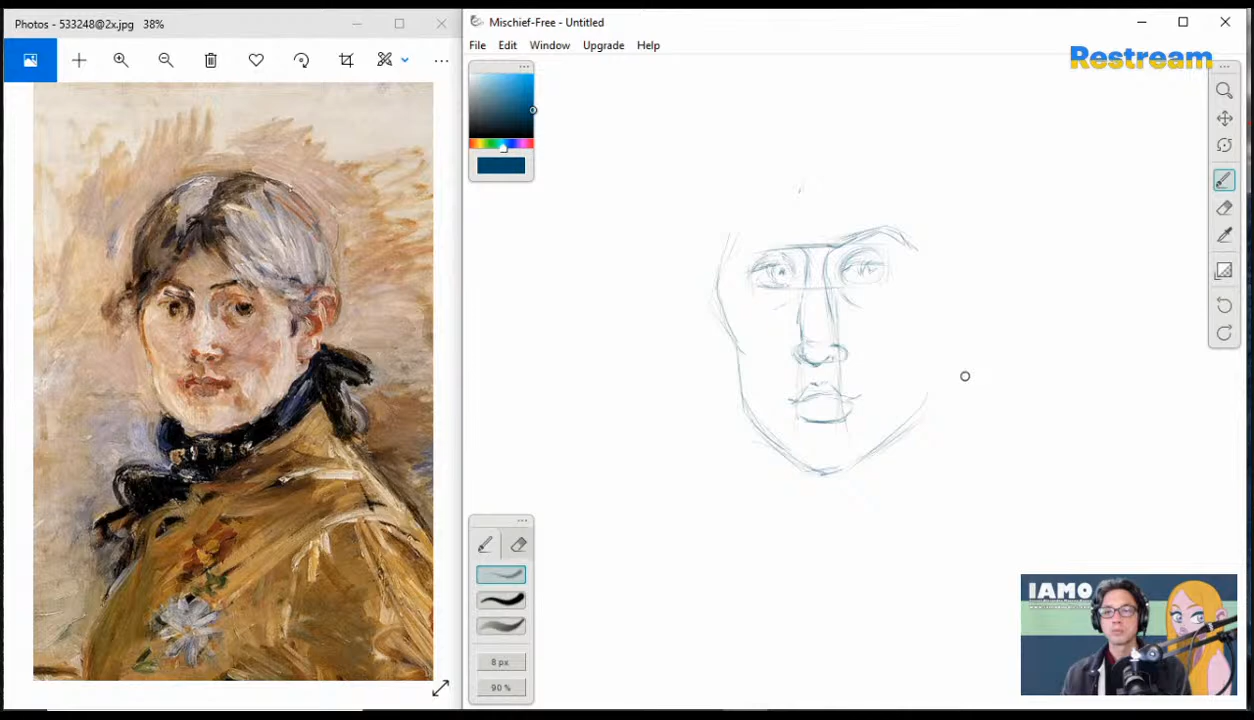 Photos - 533248@2x.jpg 38%
Mischief-Free - Untitled
File Edit Window Upgrade Help
Restream
8 px
90 %
IAMO